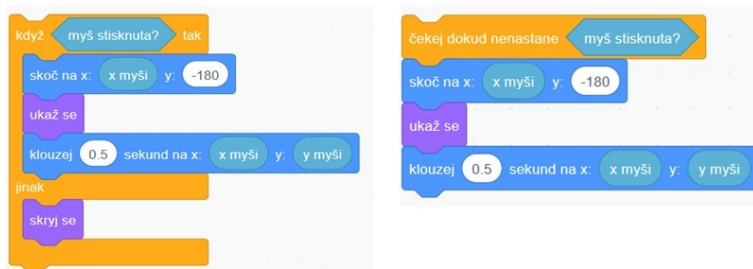 když myš stisknuta? tak
skoč na x: x myši y: -180
ukaž se
klouzej 0.5 sekund na x: x myši y: y myši
jinak
skryj se
čekej dokud nenastane myš stisknuta?
skoč na x: x myši y: -180
ukaž se
klouzej 0.5 sekund na x: x myši y: y myši